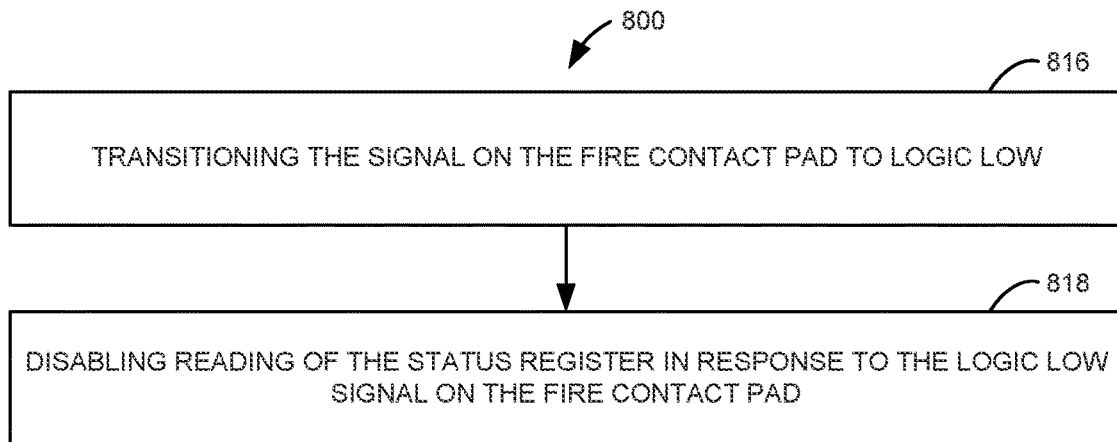 800
816
TRANSITIONING THE SIGNAL ON THE FIRE CONTACT PAD TO LOGIC LOW
818
DISABLING READING OF THE STATUS REGISTER IN RESPONSE TO THE LOGIC LOW
SIGNAL ON THE FIRE CONTACT PAD